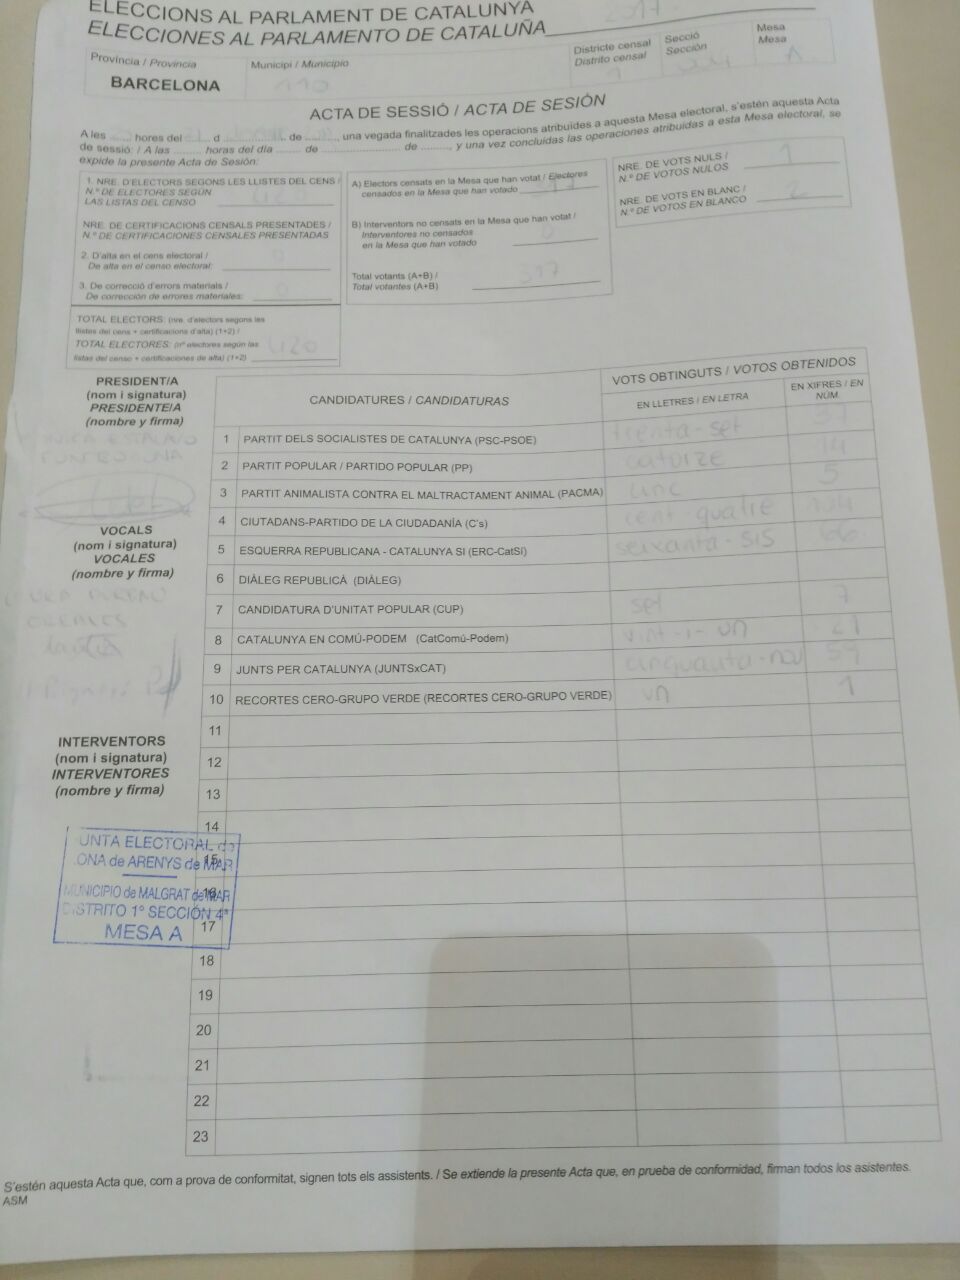 ELECCIONS AL PARLAMENT DE CATALUNYA
ELECCIONES AL PARLAMENTO DE CATALUÑA 2017
Província / Provincia
BARCELONA
Municipi / Municipio
110
Districte censal
Distrito censal
1
Secció
Sección
Mesa
Mesa
A
ACTA DE SESSIÓ / ACTA DE SESIÓN
A les hores del d de , una vegada finalitzades les operacions atribuïdes a aquesta Mesa electoral, s'estén aquesta Acta
de sessió: / A las horas del día de de , y una vez concluidas las operaciones atribuidas a esta Mesa electoral, se
expide la presente Acta de Sesión:
1. NRE. D'ELECTORS SEGONS LES LLISTES DEL CENS /
N.º DE ELECTORES SEGÚN
LAS LISTAS DEL CENSO 420
NRE. DE CERTIFICACIONS CENSALS PRESENTADES /
N.º DE CERTIFICACIONES CENSALES PRESENTADAS
2. D'alta en el cens electoral /
De alta en el censo electoral: 0
3. De correcció d'errors materials /
De corrección de errores materiales: 0
TOTAL ELECTORS: (nre. d'electors segons les
llistes del cens + certificacions d'alta) (1+2) /
TOTAL ELECTORES: (nº electores según las
listas del censo + certificaciones de alta) (1+2) 420
A) Electors censats en la Mesa que han votat / Electores
censados en la Mesa que han votado 317
B) Interventors no censats en la Mesa que han votat /
Interventores no censados
en la Mesa que han votado 0
Total votants (A+B) /
Total votantes (A+B) 317
NRE. DE VOTS NULS /
N.º DE VOTOS NULOS 1
NRE. DE VOTS EN BLANC /
N.º DE VOTOS EN BLANCO 2
PRESIDENT/A
(nom i signatura)
PRESIDENTE/A
(nombre y firma)
VOCALS
(nom i signatura)
VOCALES
(nombre y firma)
INTERVENTORS
(nom i signatura)
INTERVENTORES
(nombre y firma)
CANDIDATURES / CANDIDATURAS
VOTS OBTINGUTS / VOTOS OBTENIDOS
EN LLETRES / EN LETRA
EN XIFRES / EN
NÚM.
1 PARTIT DELS SOCIALISTES DE CATALUNYA (PSC-PSOE) trenta-set 37
2 PARTIT POPULAR / PARTIDO POPULAR (PP) catorze 14
3 PARTIT ANIMALISTA CONTRA EL MALTRACTAMENT ANIMAL (PACMA) cinc 5
4 CIUTADANS-PARTIDO DE LA CIUDADANÍA (C's) cent-quatre 104
5 ESQUERRA REPUBLICANA - CATALUNYA SI (ERC-CatSí) seixanta-sis 66
6 DIÀLEG REPUBLICÀ (DIÀLEG)
7 CANDIDATURA D'UNITAT POPULAR (CUP) set 7
8 CATALUNYA EN COMÚ-PODEM (CatComú-Podem) vint-i-un 21
9 JUNTS PER CATALUNYA (JUNTSxCAT) cinquanta-nou 59
10 RECORTES CERO-GRUPO VERDE (RECORTES CERO-GRUPO VERDE) un 1
11
12
13
14
15
16
17
18
19
20
21
22
23
UNTA ELECTORAL de
ONA de ARENYS de MAR
MUNICIPIO de MALGRAT de MAR
DISTRITO 1º SECCIÓN 4ª
MESA A
S'estén aquesta Acta que, com a prova de conformitat, signen tots els assistents. / Se extiende la presente Acta que, en prueba de conformidad, firman todos los asistentes.
ASM